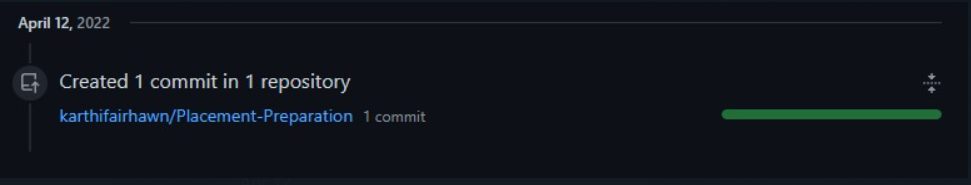 April 12, 2022
Created 1 commit in 1 repository
karthifairhawn/Placement-Preparation 1 commit